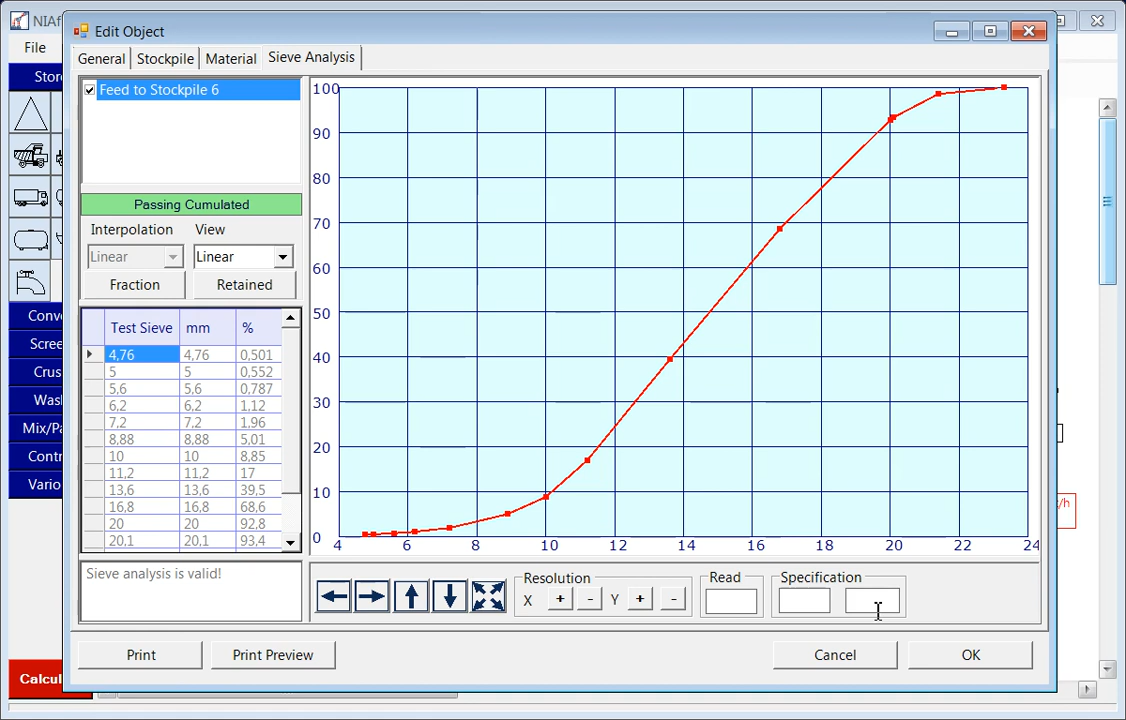 NIAf
Edit Object
File
General Stockpile Material Sieve Analysis
Stor
Feed to Stockpile 6
Passing Cumulated
Interpolation View
Linear Linear
Fraction Retained
Test Sieve mm %
4,76 4,76 0,501
5 5 0,552
5,6 5,6 0,787
6,2 6,2 1,12
7,2 7,2 1,96
8,88 8,88 5,01
10 10 8,85
11,2 11,2 17
13,6 13,6 39,5
16,8 16,8 68,6
20 20 92,8
20,1 20,1 93,4
Sieve analysis is valid!
100
90
80
70
60
50
40
30
20
10
0
4 6 8 10 12 14 16 18 20 22 24
Conv
Scree
Crus
Wash
Mix/Pa
Contr
Vario
/h
Resolution
X + - Y + -
Read
Specification
Print Print Preview Cancel OK
Calcul